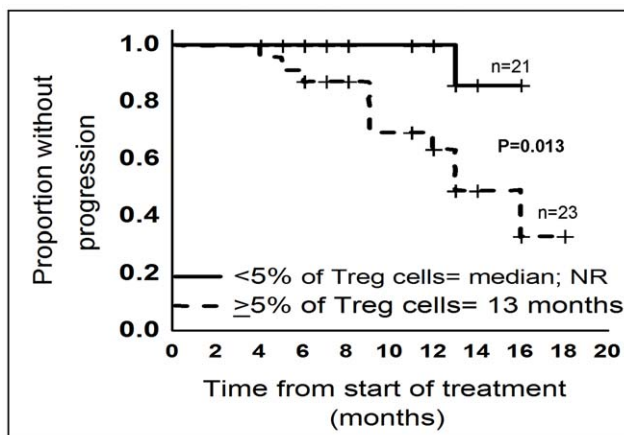 Proportion without
progression
1.0
0.8
0.6
0.4
0.2
0.0
n=21
P=0.013
n=23
<5% of Treg cells= median; NR
≥5% of Treg cells= 13 months
0 2 4 6 8 10 12 14 16 18 20
Time from start of treatment
(months)